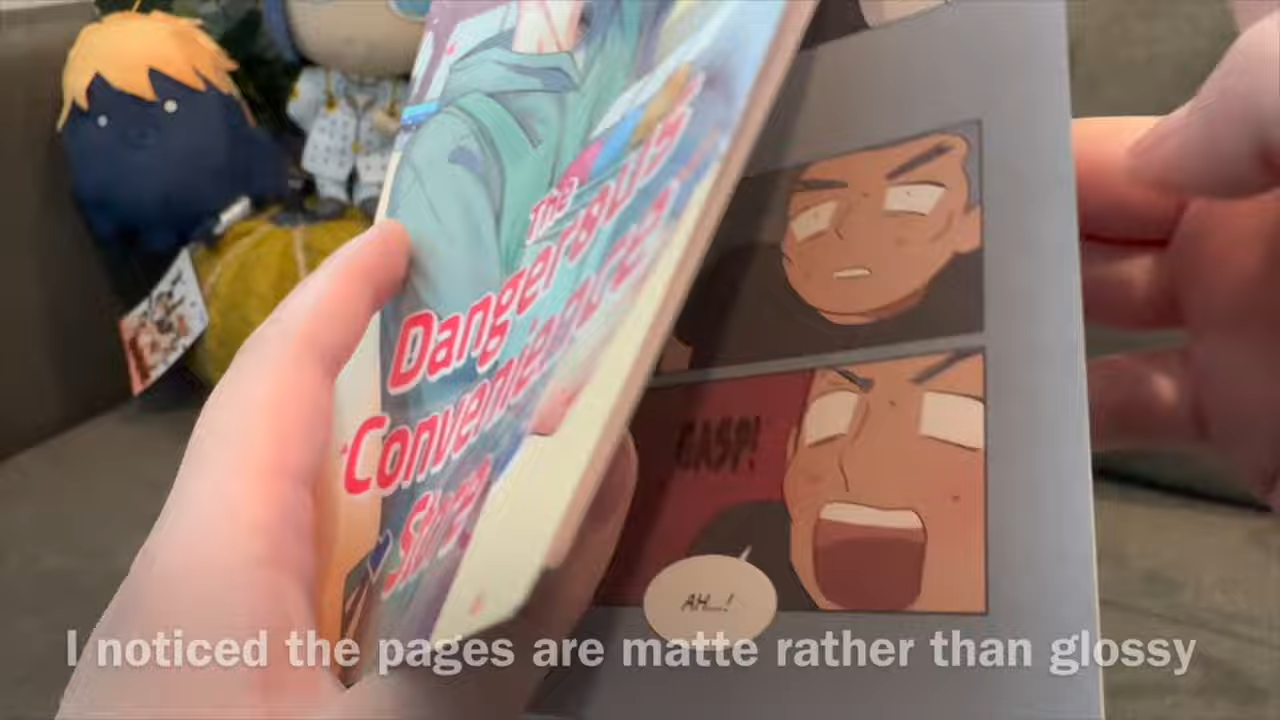 The
Dangerous
Convenience
Store
GASP!
AH...!
I noticed the pages are matte rather than glossy